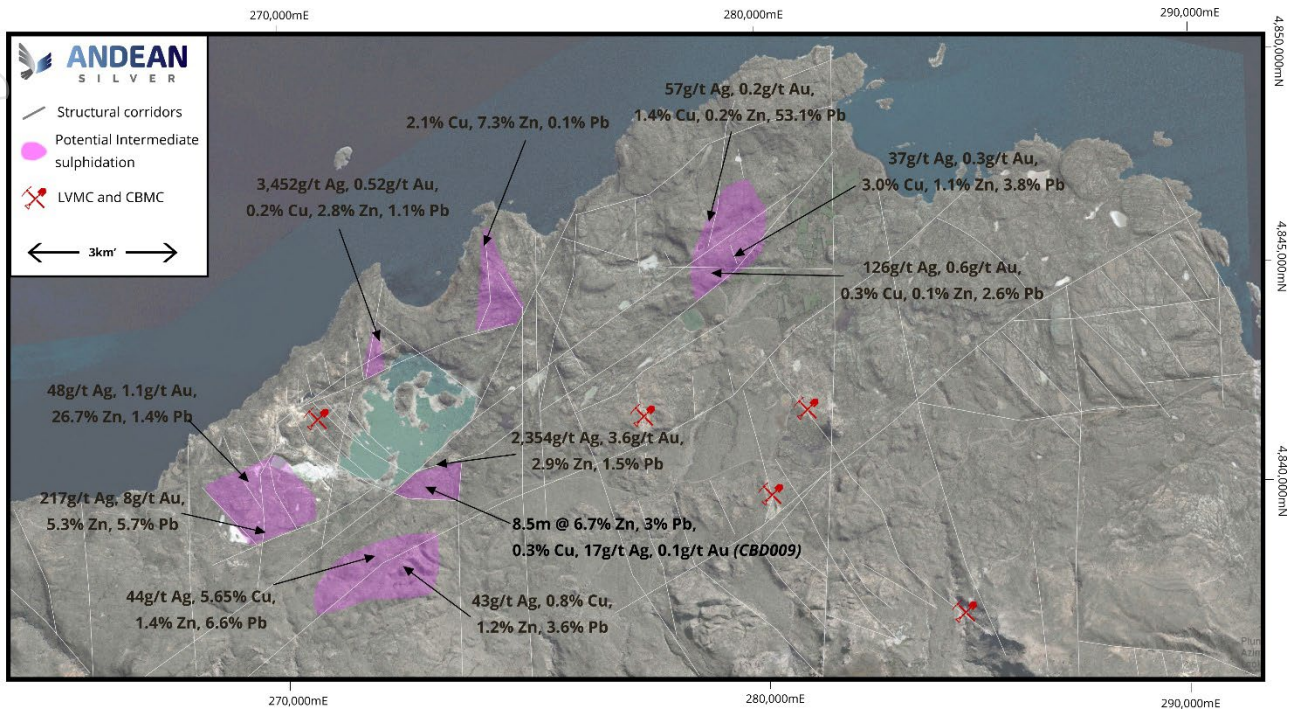 270,000mE
280,000mE
290,000mE
4,850,000mN
ANDEAN
SILVER
Structural corridors
Potential Intermediate
sulphidation
LVMC and CBMC
3km'
57g/t Ag, 0.2g/t Au,
1.4% Cu, 0.2% Zn, 53.1% Pb
2.1% Cu, 7.3% Zn, 0.1% Pb
37g/t Ag, 0.3g/t Au,
3.0% Cu, 1.1% Zn, 3.8% Pb
3,452g/t Ag, 0.52g/t Au,
0.2% Cu, 2.8% Zn, 1.1% Pb
4,845,000mN
126g/t Ag, 0.6g/t Au,
0.3% Cu, 0.1% Zn, 2.6% Pb
48g/t Ag, 1.1g/t Au,
26.7% Zn, 1.4% Pb
2,354g/t Ag, 3.6g/t Au,
2.9% Zn, 1.5% Pb
4,840,000mN
217g/t Ag, 8g/t Au,
5.3% Zn, 5.7% Pb
8.5m @ 6.7% Zn, 3% Pb,
0.3% Cu, 17g/t Ag, 0.1g/t Au (CBD009)
44g/t Ag, 5.65% Cu,
1.4% Zn, 6.6% Pb
43g/t Ag, 0.8% Cu,
1.2% Zn, 3.6% Pb
270,000mE
280,000mE
290,000mE